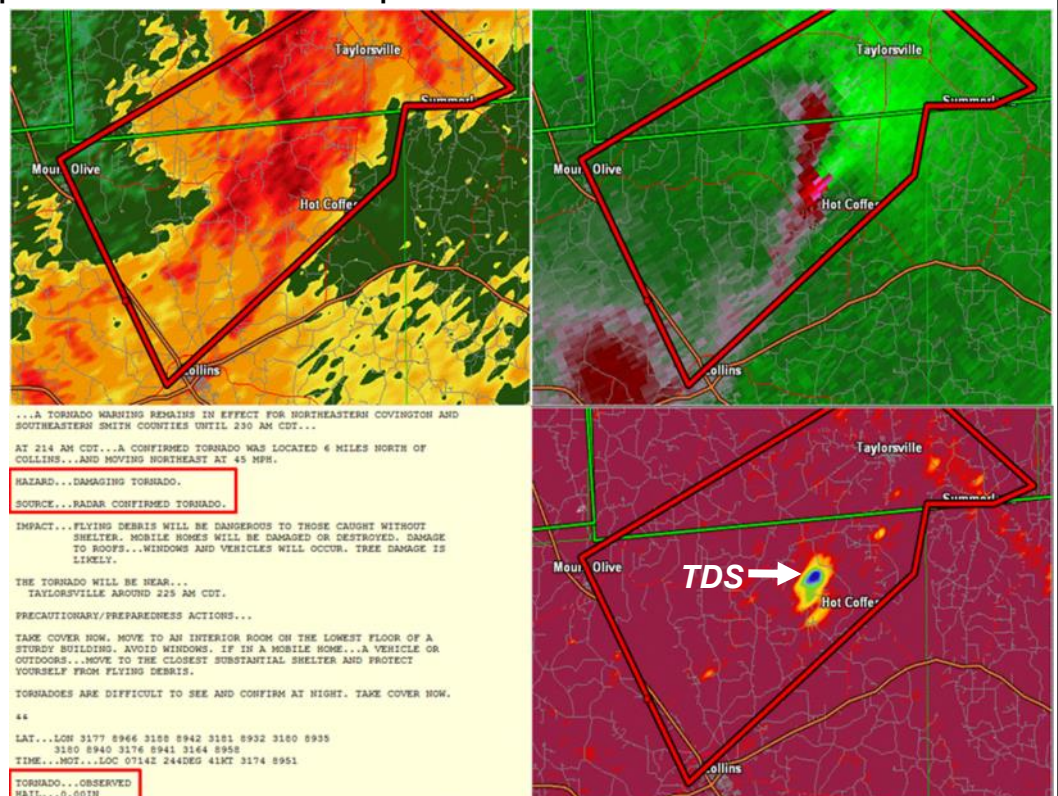 Taylorsville
Summerl
Moun Olive
Hot Coffee
Collins
Taylorsville
Summerl
Moun Olive
Hot Coffee
Collins
...A TORNADO WARNING REMAINS IN EFFECT FOR NORTHEASTERN COVINGTON AND
SOUTHEASTERN SMITH COUNTIES UNTIL 230 AM CDT...
AT 214 AM CDT...A CONFIRMED TORNADO WAS LOCATED 6 MILES NORTH OF
COLLINS...AND MOVING NORTHEAST AT 45 MPH.
HAZARD...DAMAGING TORNADO.
SOURCE...RADAR CONFIRMED TORNADO.
IMPACT...FLYING DEBRIS WILL BE DANGEROUS TO THOSE CAUGHT WITHOUT
SHELTER. MOBILE HOMES WILL BE DAMAGED OR DESTROYED. DAMAGE
TO ROOFS...WINDOWS AND VEHICLES WILL OCCUR. TREE DAMAGE IS
LIKELY.
THE TORNADO WILL BE NEAR...
TAYLORSVILLE AROUND 225 AM CDT.
PRECAUTIONARY/PREPAREDNESS ACTIONS...
TAKE COVER NOW. MOVE TO AN INTERIOR ROOM ON THE LOWEST FLOOR OF A
STURDY BUILDING. AVOID WINDOWS. IF IN A MOBILE HOME...A VEHICLE OR
OUTDOORS...MOVE TO THE CLOSEST SUBSTANTIAL SHELTER AND PROTECT
YOURSELF FROM FLYING DEBRIS.
TORNADOES ARE DIFFICULT TO SEE AND CONFIRM AT NIGHT. TAKE COVER NOW.
&&
LAT...LON 3177 8966 3188 8942 3181 8932 3180 8935
3180 8940 3176 8941 3164 8958
TIME...MOT...LOC 0714Z 244DEG 41KT 3174 8951
TORNADO...OBSERVED
HAIL...0.00IN
Taylorsville
Summerl
Moun Olive
TDS
Hot Coffee
Collins